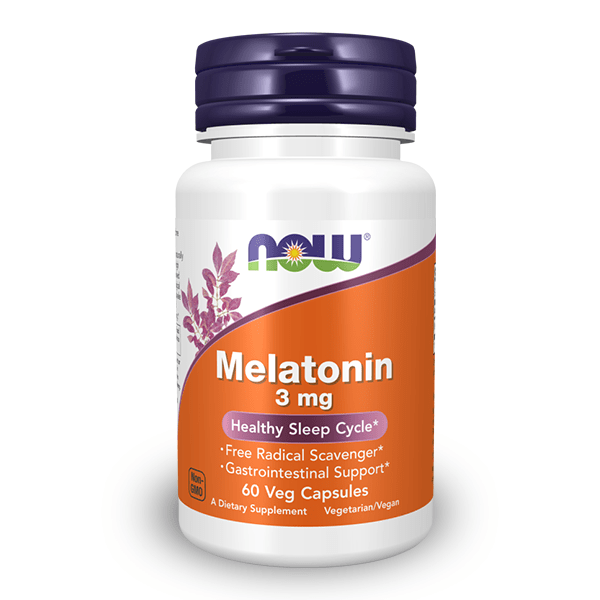 NOW®
Melatonin
3 mg
Healthy Sleep Cycle*
• Free Radical Scavenger*
• Gastrointestinal Support*
60 Veg Capsules
Non-
GMO
A Dietary Supplement Vegetarian/Vegan